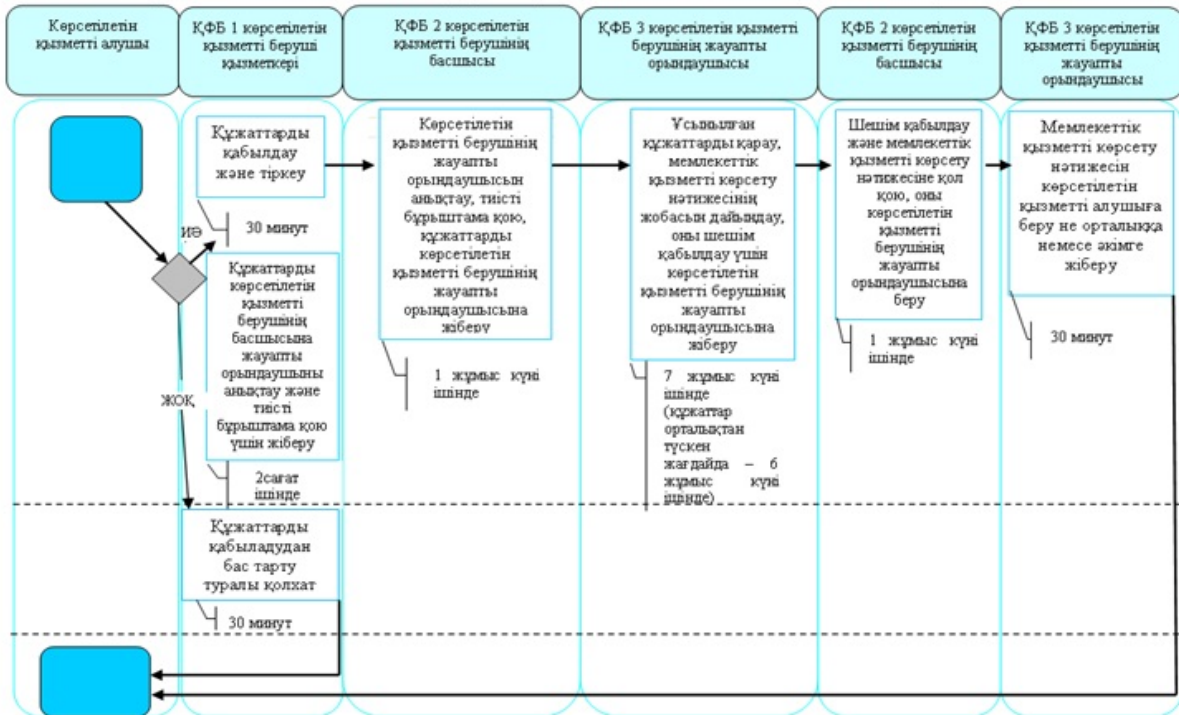 Көрсетілетін
қызметті алушы
ҚФБ 1 көрсетілетін
қызметті беруші
қызметкері
ҚФБ 2 көрсетілетін
қызметті берушінің
басшысы
ҚФБ 3 көрсетілетін қызметті
берушінің жауапты
орындаушысы
ҚФБ 2 көрсетілетін
қызметті берушінің
басшысы
ҚФБ 3 көрсетілетін
қызметті берушінің
жауапты
орындаушысы
Құжаттарды
қабылдау
және тіркеу
30 минут
ИӘ
Құжаттарды
көрсетілетін
қызметті
берушінің
басшысына
жауапты
орындаушыны
анықтау және
тиісті
бұрыштама қою
үшін жіберу
ЖОҚ
2сағат
ішінде
Құжаттарды
қабыладудан
бас тарту
туралы қолхат
30 минут
Көрсетілетін
қызметті берушінің
жауапты
орындаушысын
анықтау, тиісті
бұрыштама қою,
құжаттарды
көрсетілетін
қызметті берушінің
жауапты
орындаушысына
жіберу
1 жұмыс күні
ішінде
Ұсынылған
құжаттарды қарау,
мемлекеттік
қызметті көрсету
нәтижесінің
жобасын дайындау,
оны шешім
қабылдау үшін
көрсетілетін
қызметті берушінің
жауапты
орындаушысына
жіберу
7 жұмыс күні
ішінде
(құжаттар
орталықтан
түскен
жағдайда – 6
жұмыс күні
ішінде)
Шешім қабылдау
және мемлекеттік
қызметті көрсету
нәтижесіне қол
қою, оны
көрсетілетін
қызметті
берушінің
жауапты
орындаушысына
беру
1 жұмыс күні
ішінде
Мемлекеттік
қызметті көрсету
нәтижесін
көрсетілетін
қызметті алушыға
беру не орталыққа
немесе әкімге
жіберу
30 минут